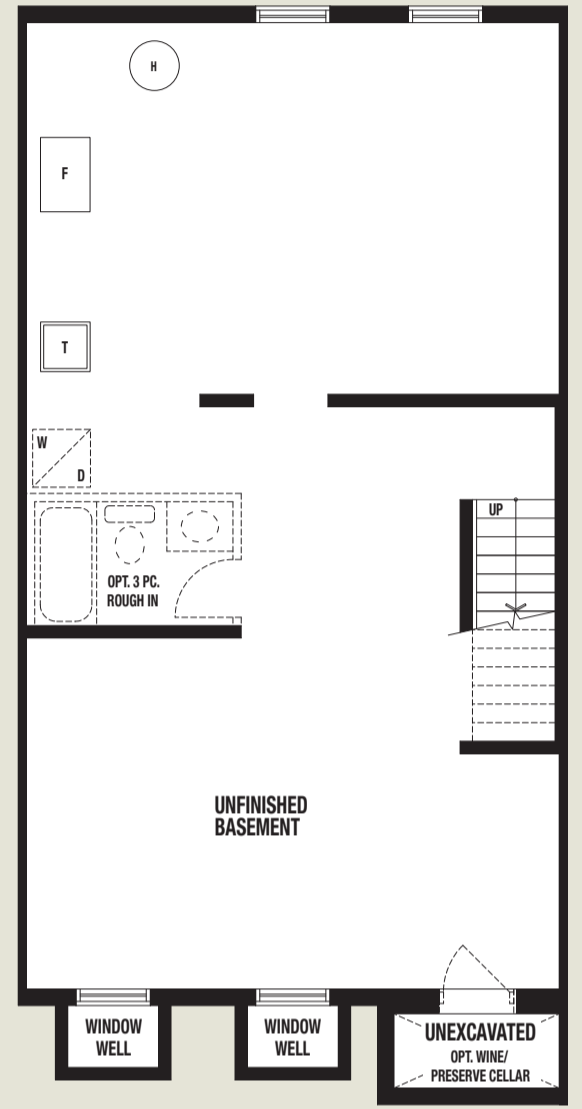 H
F
T
W
D
UP
OPT. 3 PC.
ROUGH IN
UNFINISHED
BASEMENT
WINDOW
WELL
WINDOW
WELL
UNEXCAVATED
OPT. WINE/
PRESERVE CELLAR